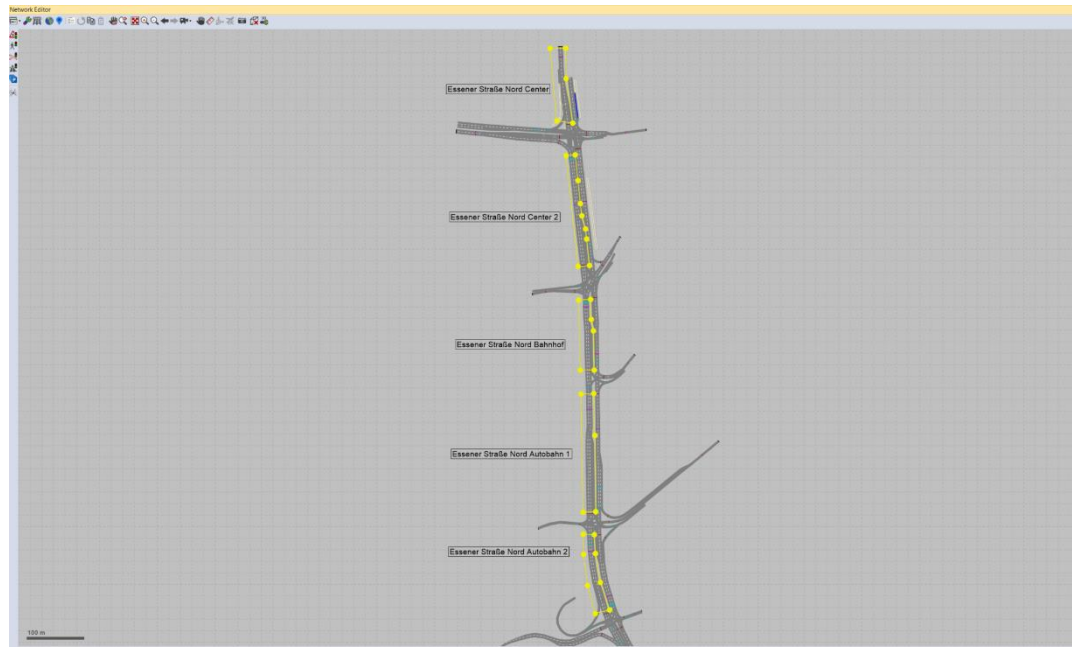 Network Editor
Essener Straße Nord Center
Essener Straße Nord Center 2
Essener Straße Nord Bahnhof
Essener Straße Nord Autobahn 1
Essener Straße Nord Autobahn 2
100 m